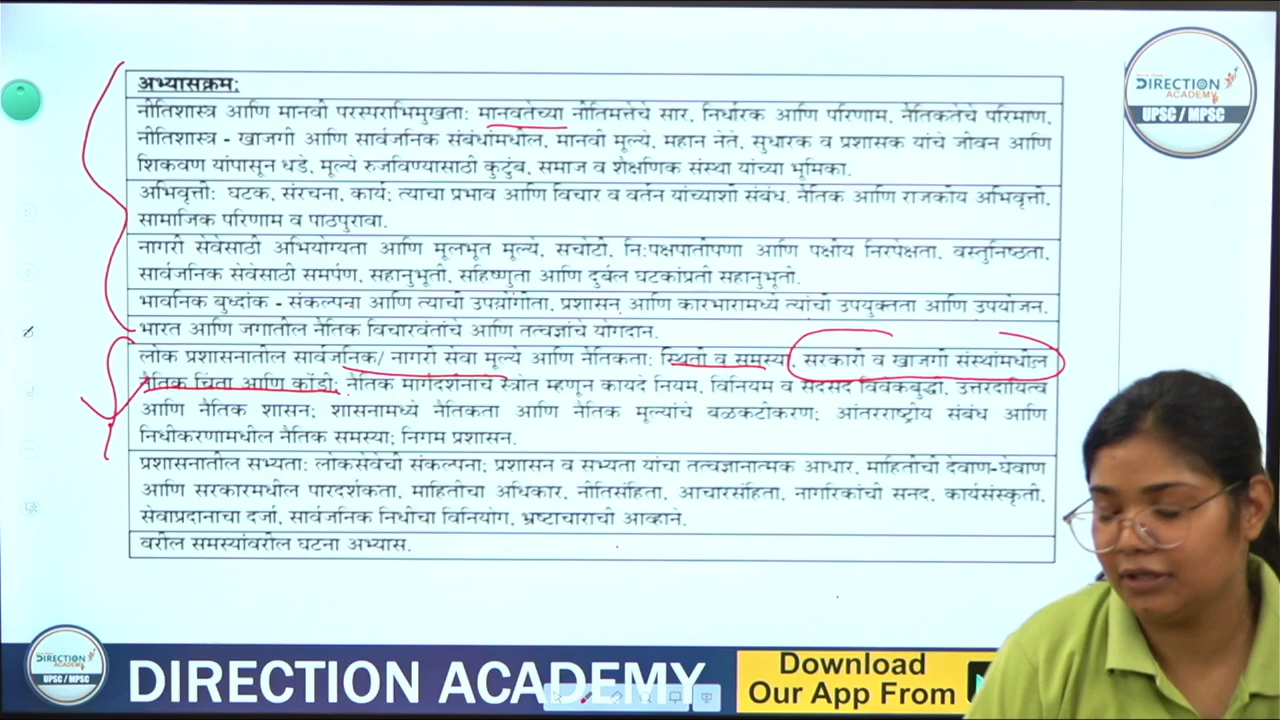 DIRECTION
ACADEMY
UPSC / MPSC
अभ्यासक्रम:
नीतिशास्त्र आणि मानवी परस्पराभिमुखता: मानवतेच्या नीतिमत्तेचे सार, निर्धारक आणि परिणाम, नैतिकतेचे परिमाण,
नीतिशास्त्र - खाजगी आणि सार्वजनिक संबंधांमधील, मानवी मूल्ये, महान नेते, सुधारक व प्रशासक यांचे जीवन आणि
शिकवण यांपासून धडे, मूल्ये रुजविण्यासाठी कुटुंब, समाज व शैक्षणिक संस्था यांच्या भूमिका.
अभिवृत्ती: घटक, संरचना, कार्य; त्याचा प्रभाव आणि विचार व वर्तन यांच्याशी संबंध, नैतिक आणि राजकीय अभिवृत्ती,
सामाजिक परिणाम व पाठपुरावा.
नागरी सेवेसाठी अभियोग्यता आणि मूलभूत मूल्ये, सचोटी, नि:पक्षपातीपणा आणि पक्षीय निरपेक्षता, वस्तुनिष्ठता,
सार्वजनिक सेवेसाठी समर्पण, सहानुभूती, सहिष्णुता आणि दुर्बल घटकांप्रती सहानुभूती.
भावनिक बुध्दांक - संकल्पना आणि त्याची उपयोगीता, प्रशासन आणि कारभारामध्ये त्यांची उपयुक्तता आणि उपयोजन.
भारत आणि जगातील नैतिक विचारवंतांचे आणि तत्वज्ञांचे योगदान.
लोक प्रशासनातील सार्वजनिक/ नागरी सेवा मूल्ये आणि नैतिकता: स्थिती व समस्या, सरकारी व खाजगी संस्थांमधील
नैतिक चिंता आणि कोंडी; नैतिक मार्गदर्शनाचे स्त्रोत म्हणून कायदे नियम, विनियम व सदसद विवेकबुद्धी, उत्तरदायित्व
आणि नैतिक शासन; शासनामध्ये नैतिकता आणि नैतिक मूल्यांचे बळकटीकरण; आंतरराष्ट्रीय संबंध आणि
निधीकरणामधील नैतिक समस्या; निगम प्रशासन.
प्रशासनातील सभ्यता: लोकसेवेची संकल्पना; प्रशासन व सभ्यता यांचा तत्वज्ञानात्मक आधार, माहितीची देवाण-घेवाण
आणि सरकारमधील पारदर्शकता, माहितीचा अधिकार, नीतिसंहिता, आचारसंहिता, नागरिकांची सनद, कार्यसंस्कृती,
सेवाप्रदानाचा दर्जा, सार्वजनिक निधीचा विनियोग, भ्रष्टाचाराची आव्हाने.
वरील समस्यांवरील घटना अभ्यास.
DIRECTION
ACADEMY
UPSC / MPSC
DIRECTION ACADEMY
Download
Our App From